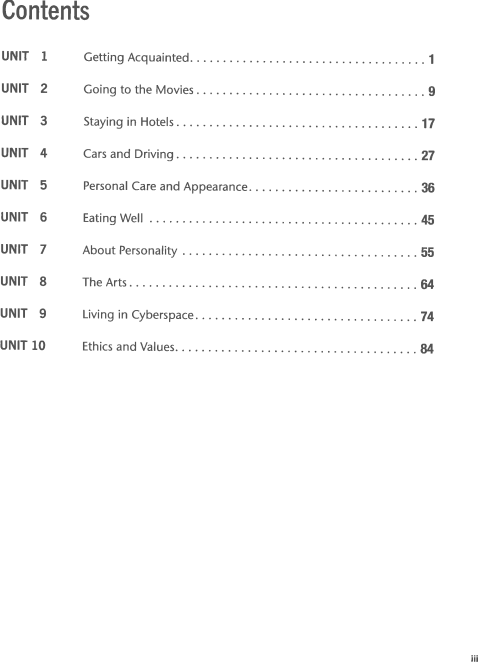 Contents
UNIT 1 Getting Acquainted. . . . . . . . . . . . . . . . . . . . . . . . . . . . . . . . . . . . 1
UNIT 2 Going to the Movies . . . . . . . . . . . . . . . . . . . . . . . . . . . . . . . . . . . 9
UNIT 3 Staying in Hotels . . . . . . . . . . . . . . . . . . . . . . . . . . . . . . . . . . . . . 17
UNIT 4 Cars and Driving . . . . . . . . . . . . . . . . . . . . . . . . . . . . . . . . . . . . . 27
UNIT 5 Personal Care and Appearance. . . . . . . . . . . . . . . . . . . . . . . . . . 36
UNIT 6 Eating Well . . . . . . . . . . . . . . . . . . . . . . . . . . . . . . . . . . . . . . . . . 45
UNIT 7 About Personality . . . . . . . . . . . . . . . . . . . . . . . . . . . . . . . . . . . . 55
UNIT 8 The Arts . . . . . . . . . . . . . . . . . . . . . . . . . . . . . . . . . . . . . . . . . . . . 64
UNIT 9 Living in Cyberspace. . . . . . . . . . . . . . . . . . . . . . . . . . . . . . . . . . 74
UNIT 10 Ethics and Values. . . . . . . . . . . . . . . . . . . . . . . . . . . . . . . . . . . . . 84
iii